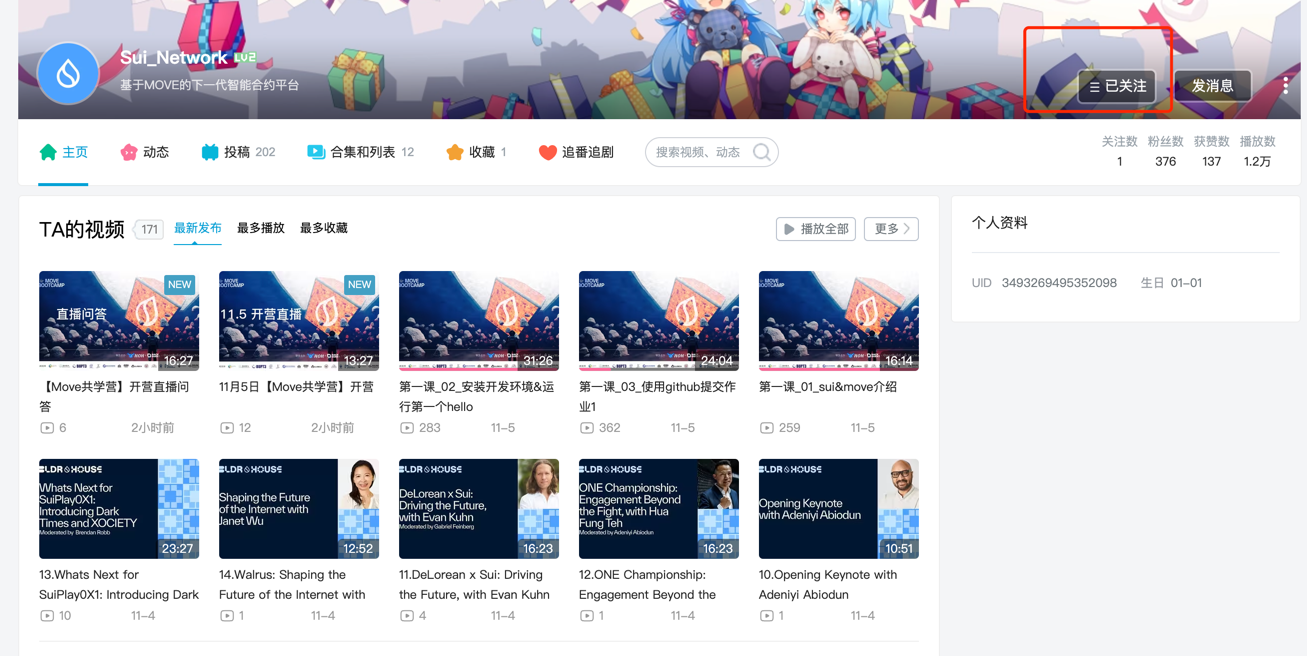 Sui_Network LV2
基于MOVE的下一代智能合约平台
已关注
发消息
主页
动态
投稿 202
合集和列表 12
收藏 1
追番追剧
搜索视频、动态
关注数 粉丝数 获赞数 播放数
1 376 137 1.2万
TA的视频 171 最新发布 最多播放 最多收藏
播放全部
更多
个人资料
UID 3493269495352098 生日 01-01
MOVE
BOOTCAMP
NEW
直播问答
16:27
【Move共学营】开营直播问
答
6 2小时前
MOVE
BOOTCAMP
NEW
11.5 开营直播
13:27
11月5日【Move共学营】开营
12 2小时前
MOVE
BOOTCAMP
31:26
第一课_02_安装开发环境&运
行第一个hello
283 11-5
MOVE
BOOTCAMP
24:04
第一课_03_使用github提交作
业1
362 11-5
MOVE
BOOTCAMP
16:14
第一课_01_sui&move介绍
259 11-5
BLDR HOUSE
Whats Next for
SuiPlay0X1:
Introducing Dark
Times and XOCIETY
Moderated by Brendan Robb
23:27
13.Whats Next for
SuiPlay0X1: Introducing Dark
10 11-4
BLDR HOUSE
Shaping the Future
of the Internet with
Janet Wu
12:52
14.Walrus: Shaping the
Future of the Internet with
1 11-4
BLDR HOUSE
DeLorean x Sui:
Driving the Future,
with Evan Kuhn
Moderated by Gabriel Feinberg
16:23
11.DeLorean x Sui: Driving
the Future, with Evan Kuhn
4 11-4
BLDR HOUSE
ONE Championship:
Engagement Beyond
the Fight, with Hua
Fung Teh
Moderated by Adeniyi Abiodun
16:23
12.ONE Championship:
Engagement Beyond the
1 11-4
BLDR HOUSE
Opening Keynote
with Adeniyi Abiodun
10:51
10.Opening Keynote with
Adeniyi Abiodun
1 11-4